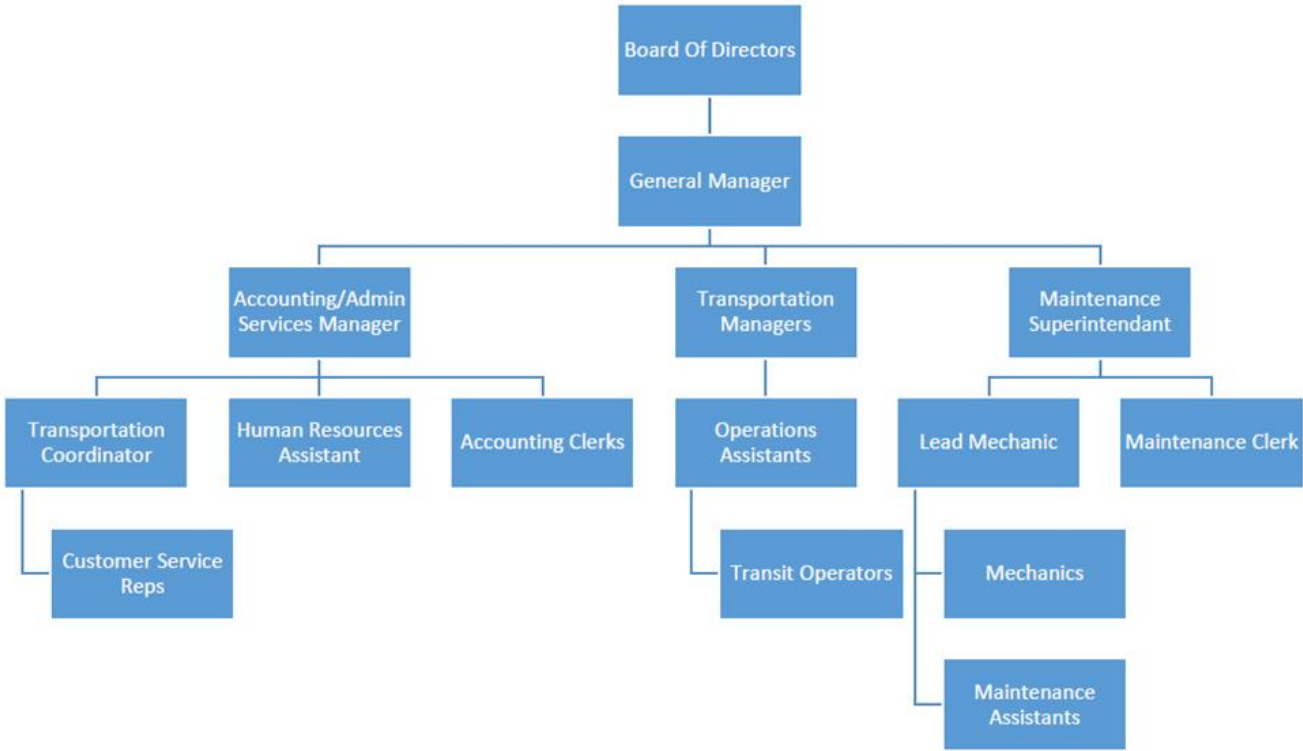 Board Of Directors
General Manager
Accounting/Admin
Services Manager
Transportation
Managers
Maintenance
Superintendant
Transportation
Coordinator
Human Resources
Assistant
Accounting Clerks
Operations
Assistants
Lead Mechanic
Maintenance Clerk
Customer Service
Reps
Transit Operators
Mechanics
Maintenance
Assistants